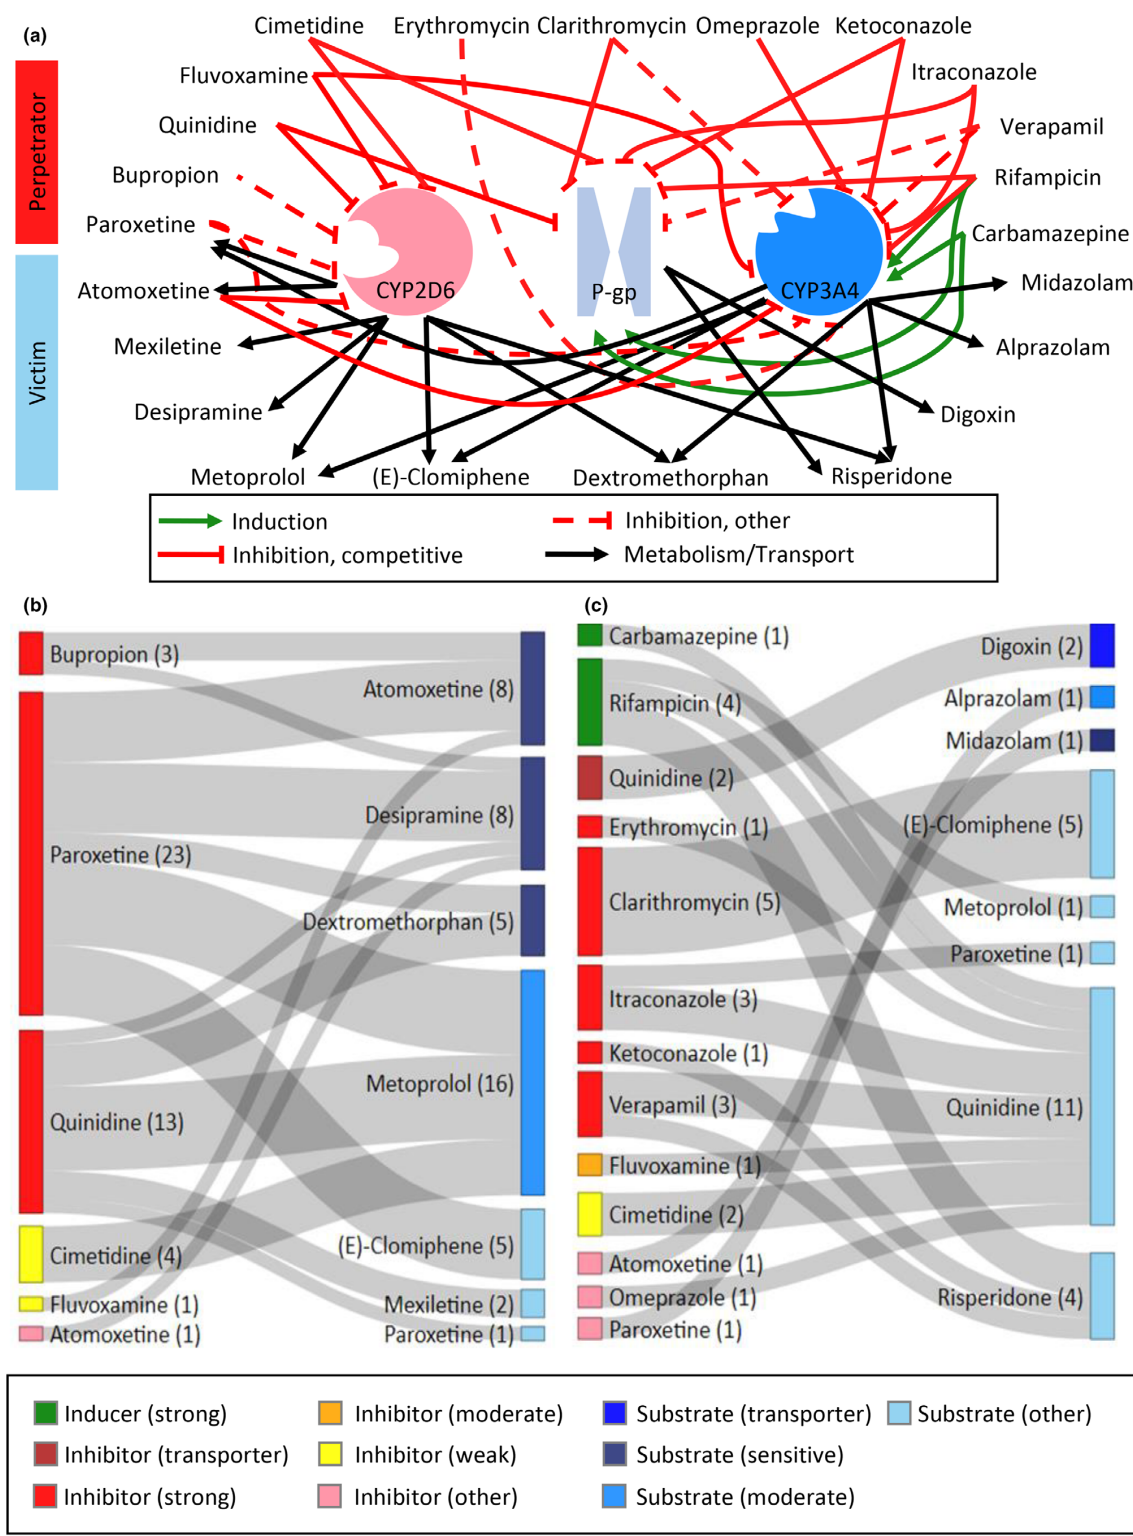 (a)
Cimetidine Erythromycin Clarithromycin Omeprazole Ketoconazole
Fluvoxamine
Itraconazole
Quinidine
Verapamil
Bupropion
Rifampicin
Paroxetine
Carbamazepine
Perpetrator
Victim
CYP2D6
P-gp
CYP3A4
Atomoxetine
Midazolam
Mexiletine
Alprazolam
Desipramine
Digoxin
Metoprolol
(E)-Clomiphene
Dextromethorphan
Risperidone
Induction
Inhibition, other
Inhibition, competitive
Metabolism/Transport
(b)
Bupropion (3)
Paroxetine (23)
Quinidine (13)
Cimetidine (4)
Fluvoxamine (1)
Atomoxetine (1)
Atomoxetine (8)
Desipramine (8)
Dextromethorphan (5)
Metoprolol (16)
(E)-Clomiphene (5)
Mexiletine (2)
Paroxetine (1)
(c)
Carbamazepine (1)
Rifampicin (4)
Quinidine (2)
Erythromycin (1)
Clarithromycin (5)
Itraconazole (3)
Ketoconazole (1)
Verapamil (3)
Fluvoxamine (1)
Cimetidine (2)
Atomoxetine (1)
Omeprazole (1)
Paroxetine (1)
Digoxin (2)
Alprazolam (1)
Midazolam (1)
(E)-Clomiphene (5)
Metoprolol (1)
Paroxetine (1)
Quinidine (11)
Risperidone (4)
Inducer (strong)
Inhibitor (moderate)
Substrate (transporter)
Substrate (other)
Inhibitor (transporter)
Inhibitor (weak)
Substrate (sensitive)
Inhibitor (strong)
Inhibitor (other)
Substrate (moderate)